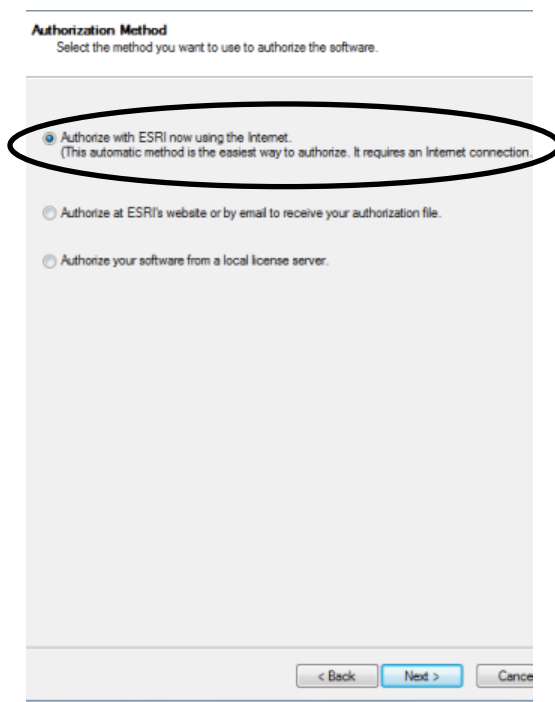 Authorization Method
Select the method you want to use to authorize the software.
Authorize with ESRI now using the Internet.
(This automatic method is the easiest way to authorize. It requires an Internet connection.
Authorize at ESRI's website or by email to receive your authorization file.
Authorize your software from a local license server.
< Back
Next >
Cance